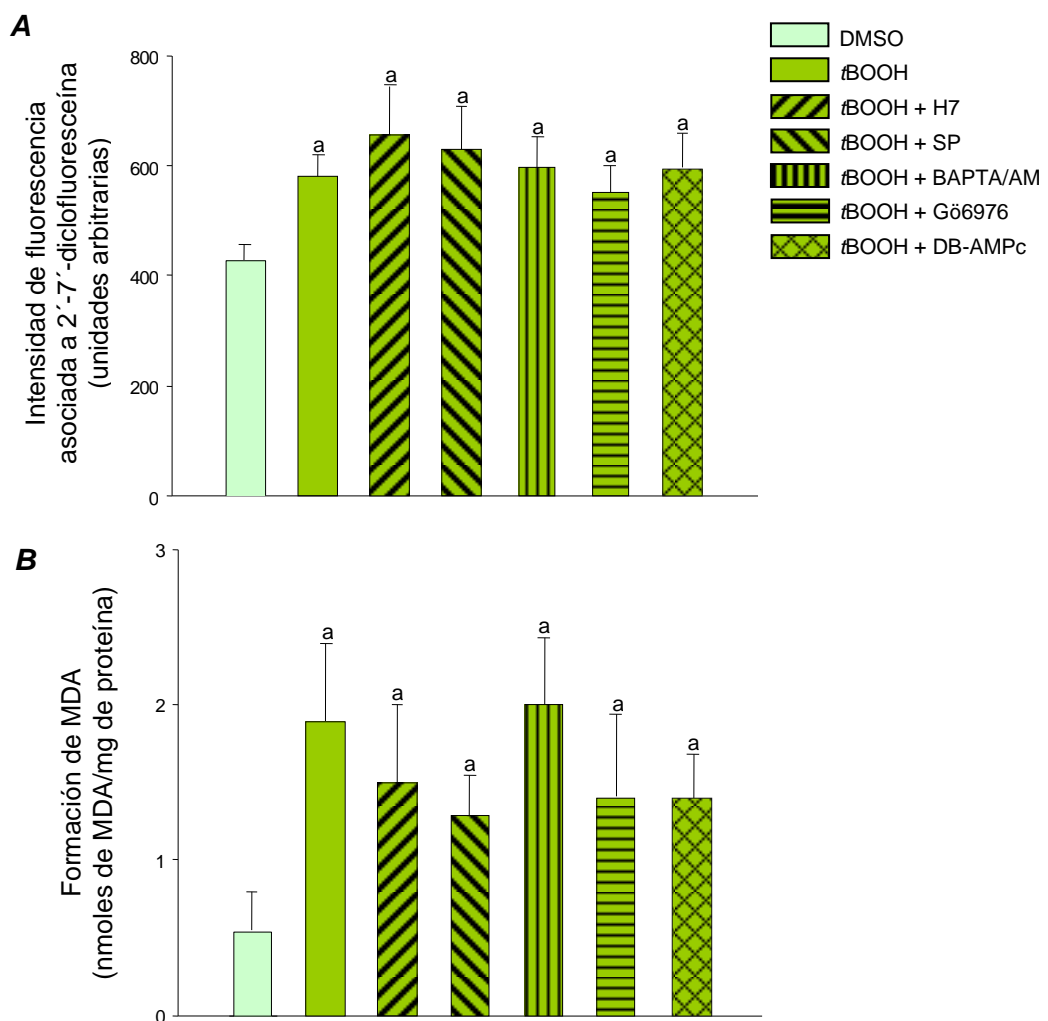 A
Intensidad de fluorescencia
asociada a 2´-7´-diclofluoresceína
(unidades arbitrarias)
800
600
400
200
0
a
a
a
a
a
a
DMSO
tBOOH
tBOOH + H7
tBOOH + SP
tBOOH + BAPTA/AM
tBOOH + Gö6976
tBOOH + DB-AMPc
B
Formación de MDA
(nmoles de MDA/mg de proteína)
3
2
1
0
a
a
a
a
a
a